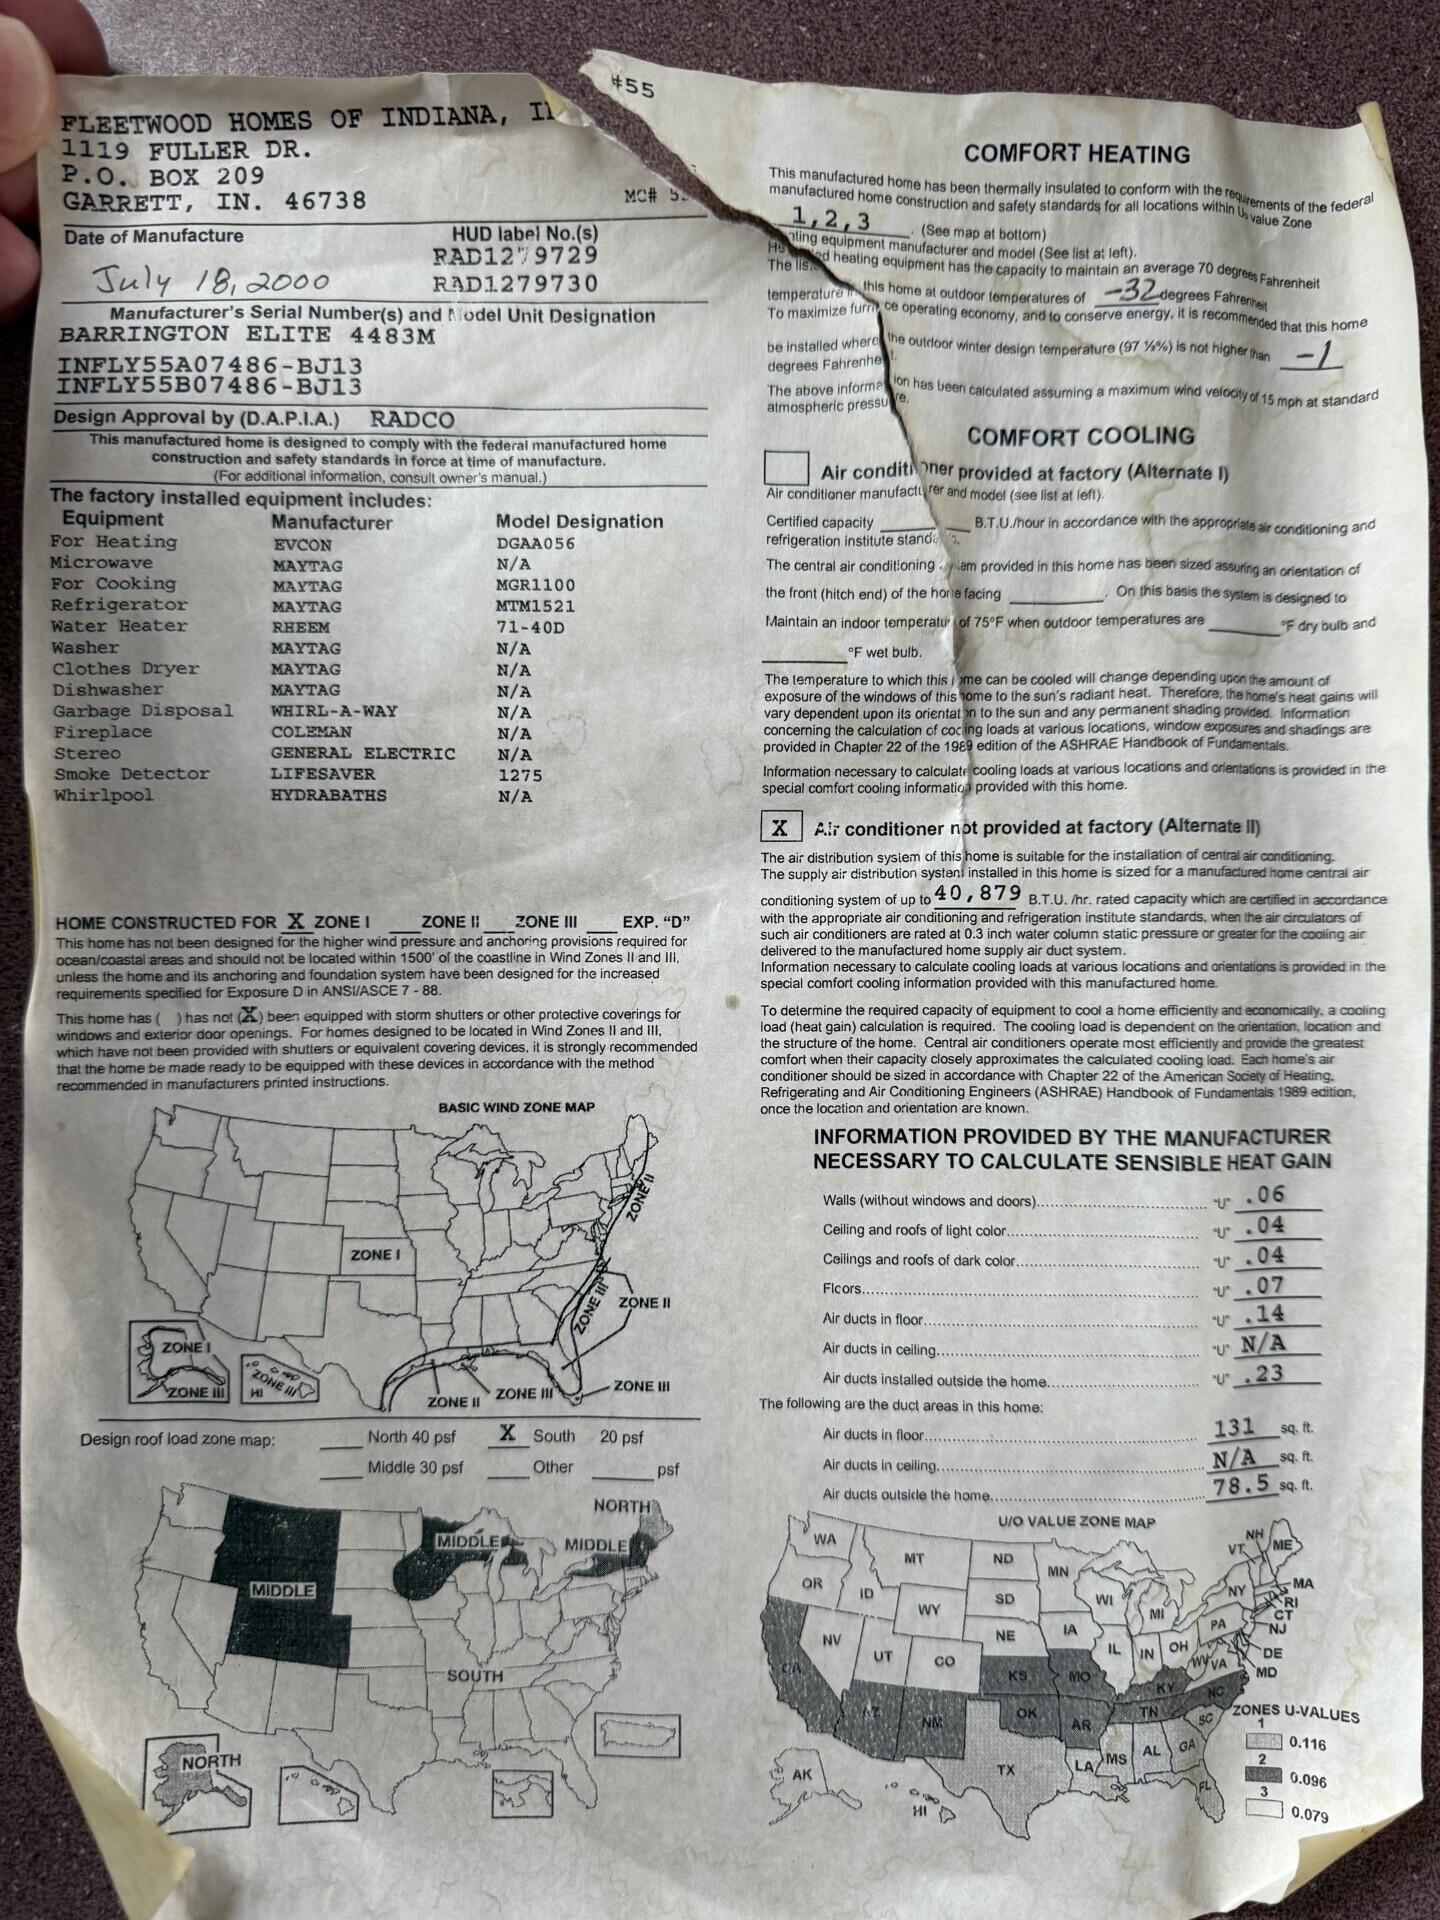 #55
FLEETWOOD HOMES OF INDIANA,
1119 FULLER DR.
P.O. BOX 209
GARRETT, IN. 46738
MC#
Date of Manufacture
HUD label No.(s)
July 18, 2000
RAD1279729
RAD1279730
Manufacturer's Serial Number(s) and Model Unit Designation
BARRINGTON ELITE 4483M
INFLY55A07486-BJ13
INFLY55B07486-BJ13
Design Approval by (D.A.P.I.A.) RADCO
This manufactured home is designed to comply with the federal manufactured home
construction and safety standards in force at time of manufacture.
(For additional information, consult owner's manual.)
The factory installed equipment includes:
Equipment Manufacturer Model Designation
For Heating EVCON DGAA056
Microwave MAYTAG N/A
For Cooking MAYTAG MGR1100
Refrigerator MAYTAG MTM1521
Water Heater RHEEM 71-40D
Washer MAYTAG N/A
Clothes Dryer MAYTAG N/A
Dishwasher MAYTAG N/A
Garbage Disposal WHIRL-A-WAY N/A
Fireplace COLEMAN N/A
Stereo GENERAL ELECTRIC N/A
Smoke Detector LIFESAVER 1275
Whirlpool HYDRABATHS N/A
HOME CONSTRUCTED FOR X ZONE I ___ ZONE II ___ ZONE III ___ EXP. "D"
This home has not been designed for the higher wind pressure and anchoring provisions required for
ocean/coastal areas and should not be located within 1500' of the coastline in Wind Zones II and III,
unless the home and its anchoring and foundation system have been designed for the increased
requirements specified for Exposure D in ANSI/ASCE 7 - 88.
This home has ( ) has not (X) been equipped with storm shutters or other protective coverings for
windows and exterior door openings. For homes designed to be located in Wind Zones II and III,
which have not been provided with shutters or equivalent covering devices, it is strongly recommended
that the home be made ready to be equipped with these devices in accordance with the method
recommended in manufacturers printed instructions.
BASIC WIND ZONE MAP
ZONE II
ZONE I
ZONE III
ZONE II
ZONE I
ZONE III
ZONE III
HI
ZONE II
ZONE III
ZONE III
Design roof load zone map: ___ North 40 psf X South 20 psf
___ Middle 30 psf ___ Other ___ psf
NORTH
MIDDLE
MIDDLE
MIDDLE
SOUTH
NORTH
COMFORT HEATING
This manufactured home has been thermally insulated to conform with the requirements of the federal
manufactured home construction and safety standards for all locations within U/o value Zone
1,2,3 . (See map at bottom)
Heating equipment manufacturer and model (See list at left).
The listed heating equipment has the capacity to maintain an average 70 degrees Fahrenheit
temperature in this home at outdoor temperatures of -32 degrees Fahrenheit
To maximize furnace operating economy, and to conserve energy, it is recommended that this home
be installed where the outdoor winter design temperature (97 ½%) is not higher than -1
degrees Fahrenheit.
The above information has been calculated assuming a maximum wind velocity of 15 mph at standard
atmospheric pressure.
COMFORT COOLING
Air conditioner provided at factory (Alternate I)
Air conditioner manufacturer and model (see list at left).
Certified capacity ___ B.T.U./hour in accordance with the appropriate air conditioning and
refrigeration institute standards.
The central air conditioning system provided in this home has been sized assuring an orientation of
the front (hitch end) of the home facing ___. On this basis the system is designed to
Maintain an indoor temperature of 75°F when outdoor temperatures are ___ °F dry bulb and
___ °F wet bulb.
The temperature to which this home can be cooled will change depending upon the amount of
exposure of the windows of this home to the sun's radiant heat. Therefore, the home's heat gains will
vary dependent upon its orientation to the sun and any permanent shading provided. Information
concerning the calculation of cooling loads at various locations, window exposures and shadings are
provided in Chapter 22 of the 1989 edition of the ASHRAE Handbook of Fundamentals.
Information necessary to calculate cooling loads at various locations and orientations is provided in the
special comfort cooling information provided with this home.
X Air conditioner not provided at factory (Alternate II)
The air distribution system of this home is suitable for the installation of central air conditioning.
The supply air distribution system installed in this home is sized for a manufactured home central air
conditioning system of up to 40,879 B.T.U. /hr. rated capacity which are certified in accordance
with the appropriate air conditioning and refrigeration institute standards, when the air circulators of
such air conditioners are rated at 0.3 inch water column static pressure or greater for the cooling air
delivered to the manufactured home supply air duct system.
Information necessary to calculate cooling loads at various locations and orientations is provided in the
special comfort cooling information provided with this manufactured home.
To determine the required capacity of equipment to cool a home efficiently and economically, a cooling
load (heat gain) calculation is required. The cooling load is dependent on the orientation, location and
the structure of the home. Central air conditioners operate most efficiently and provide the greatest
comfort when their capacity closely approximates the calculated cooling load. Each home's air
conditioner should be sized in accordance with Chapter 22 of the American Society of Heating,
Refrigerating and Air Conditioning Engineers (ASHRAE) Handbook of Fundamentals 1989 edition,
once the location and orientation are known.
INFORMATION PROVIDED BY THE MANUFACTURER
NECESSARY TO CALCULATE SENSIBLE HEAT GAIN
Walls (without windows and doors)... "U" .06
Ceiling and roofs of light color... "U" .04
Ceilings and roofs of dark color... "U" .04
Floors... "U" .07
Air ducts in floor... "U" .14
Air ducts in ceiling... "U" N/A
Air ducts installed outside the home... "U" .23
The following are the duct areas in this home:
Air ducts in floor... 131 sq. ft.
Air ducts in ceiling... N/A sq. ft.
Air ducts outside the home... 78.5 sq. ft.
U/O VALUE ZONE MAP
WA MT ND MN VT NH ME
OR ID SD WI MI NY MA
WY RI
CT
NV NE IA PA NJ
UT CO IL IN OH DE
WV VA MD
CA KS MO KY
AZ NM OK AR TN NC
SC
TX LA MS AL GA
AK HI FL
ZONES U-VALUES
1 0.116
2 0.096
3 0.079